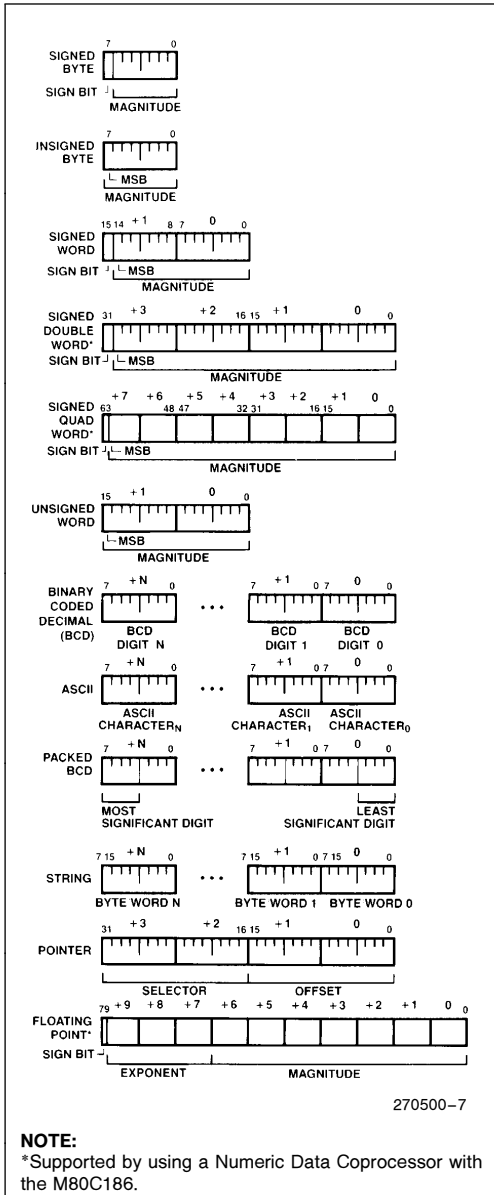 7 0
SIGNED
BYTE
SIGN BIT
MAGNITUDE
7 0
JNSIGNED
BYTE
MSB
MAGNITUDE
15 14 +1 8 7 0 0
SIGNED
WORD
SIGN BIT MSB
MAGNITUDE
31 +3 +2 16 15 +1 0 0
SIGNED
DOUBLE
WORD*
SIGN BIT MSB
MAGNITUDE
+7 +6 +5 +4 +3 +2 +1 0
63 48 47 32 31 16 15 0
SIGNED
QUAD
WORD*
SIGN BIT MSB
MAGNITUDE
15 +1 0 0
UNSIGNED
WORD
MSB
MAGNITUDE
7 +N 0 7 +1 0 7 0 0
BINARY
CODED
DECIMAL
(BCD)
• • •
BCD BCD BCD
DIGIT N DIGIT 1 DIGIT 0
7 +N 0 7 +1 0 7 0 0
ASCII • • •
ASCII ASCII ASCII
CHARACTERN CHARACTER1 CHARACTER0
7 +N 0 7 +1 0 7 0 0
PACKED
BCD
• • •
MOST LEAST
SIGNIFICANT DIGIT SIGNIFICANT DIGIT
7 15 +N 0 7 15 +1 0 7 15 0 0
STRING • • •
BYTE WORD N BYTE WORD 1 BYTE WORD 0
31 +3 +2 16 15 +1 0 0
POINTER
SELECTOR OFFSET
79 +9 +8 +7 +6 +5 +4 +3 +2 +1 0 0
FLOATING
POINT*
SIGN BIT
EXPONENT MAGNITUDE
270500–7
NOTE:
*Supported by using a Numeric Data Coprocessor with
the M80C186.